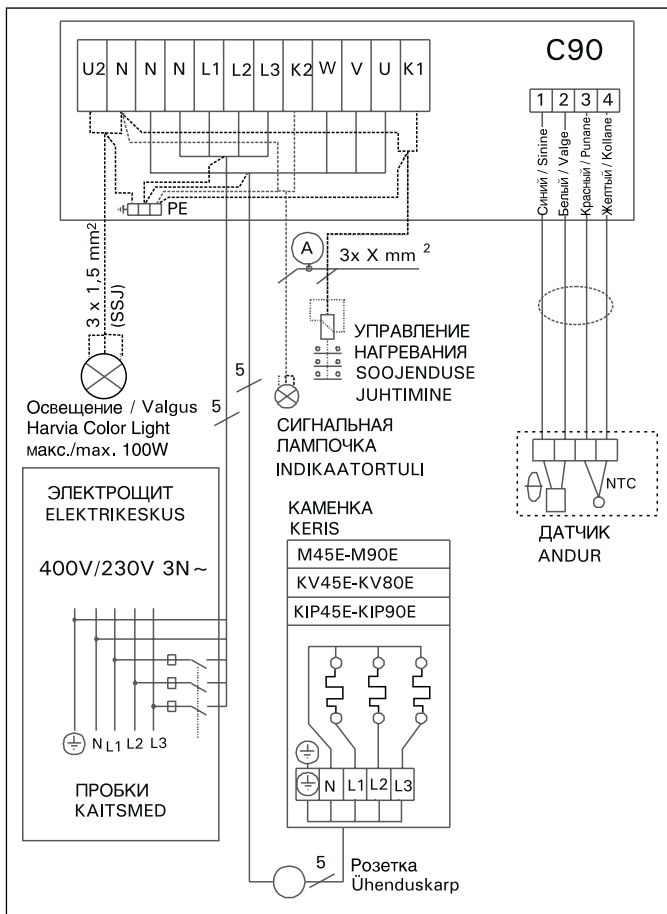 C90
U2 N N N L1 L2 L3 K2 W V U K1
1 2 3 4
Синий / Sinine
Белый / Valge
Красный / Punane
Желтый / Kollane
PE
3 x 1,5 mm²
(SSJ)
A
3x X mm ²
УПРАВЛЕНИЕ
НАГРЕВАНИЯ
SOOJENDUSE
JUHTIMINE
5
5
Освещение / Valgus
Harvia Color Light
макс./max. 100W
СИГНАЛЬНАЯ
ЛАМПОЧКА
INDIKAATORTULI
NTC
ДАТЧИК
ANDUR
ЭЛЕКТРОЩИТ
ELEKTRIKESKUS
400V/230V 3N ~
N L1 L2 L3
ПРОБКИ
KAITSMED
КАМЕНКА
KERIS
M45E-M90E
KV45E-KV80E
KIP45E-KIP90E
N L1 L2 L3
5
Розетка
Ühenduskarp